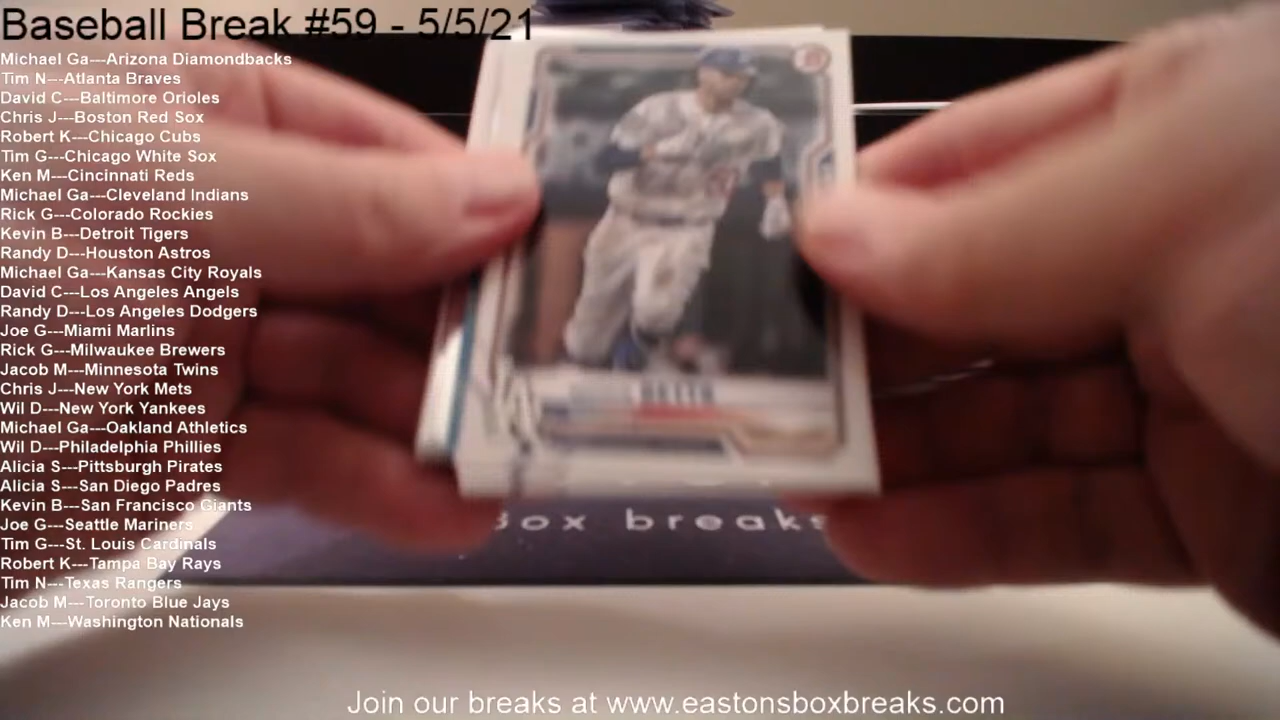 Baseball Break #59 - 5/5/21
Michael Ga---Arizona Diamondbacks
Tim N---Atlanta Braves
David C---Baltimore Orioles
Chris J---Boston Red Sox
Robert K---Chicago Cubs
Tim G---Chicago White Sox
Ken M---Cincinnati Reds
Michael Ga---Cleveland Indians
Rick G---Colorado Rockies
Kevin B---Detroit Tigers
Randy D---Houston Astros
Michael Ga---Kansas City Royals
David C---Los Angeles Angels
Randy D---Los Angeles Dodgers
Joe G---Miami Marlins
Rick G---Milwaukee Brewers
Jacob M---Minnesota Twins
Chris J---New York Mets
Wil D---New York Yankees
Michael Ga---Oakland Athletics
Wil D---Philadelphia Phillies
Alicia S---Pittsburgh Pirates
Alicia S---San Diego Padres
Kevin B---San Francisco Giants
Joe G---Seattle Mariners
Tim G---St. Louis Cardinals
Robert K---Tampa Bay Rays
Tim N---Texas Rangers
Jacob M---Toronto Blue Jays
Ken M---Washington Nationals
Box breaks
Join our breaks at www.eastonsboxbreaks.com